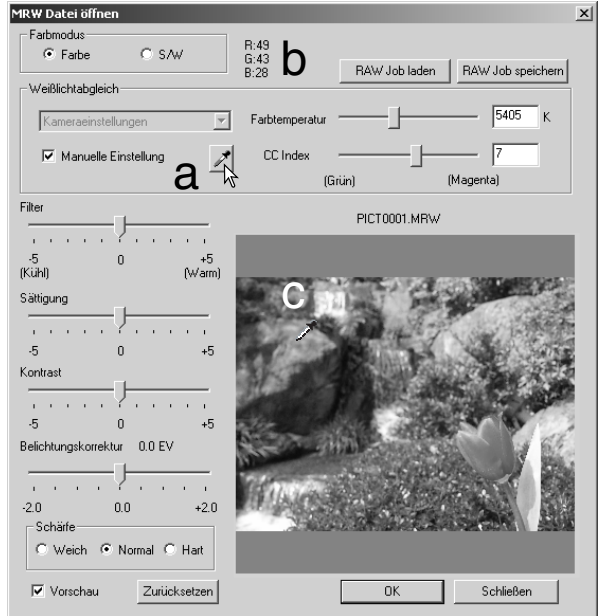 MRW Datei öffnen
Farbmodus
Farbe S/W
R:49
G:43
B:28
b
RAW Job laden RAW Job speichern
Weißlichtabgleich
Kameraeinstellungen
Farbtemperatur 5405 K
Manuelle Einstellung
a
CC Index 7
(Grün) (Magenta)
Filter
-5 0 +5
(Kühl) (Warm)
Sättigung
-5 0 +5
Kontrast
-5 0 +5
Belichtungskorrektur 0.0 EV
-2.0 0.0 +2.0
Schärfe
Weich Normal Hart
PICT0001.MRW
c
Vorschau Zurücksetzen OK Schließen